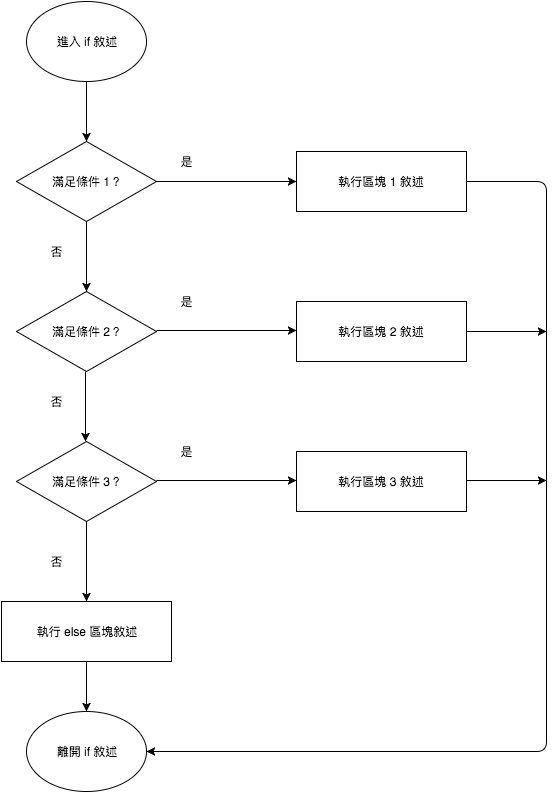 進入 if 敘述
是
滿足條件 1 ?
執行區塊 1 敘述
否
是
滿足條件 2 ?
執行區塊 2 敘述
否
是
滿足條件 3 ?
執行區塊 3 敘述
否
執行 else 區塊敘述
離開 if 敘述